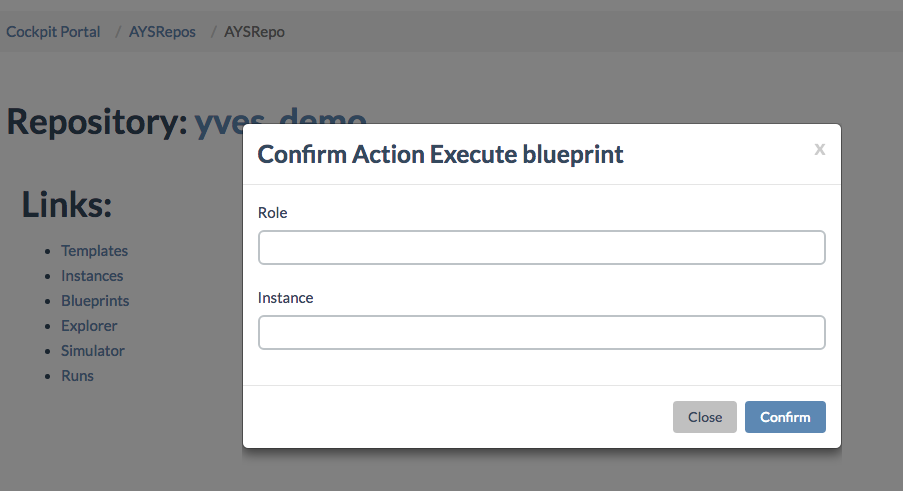 Cockpit Portal / AYSRepos / AYSRepo
Repository: yves_demo
Confirm Action Execute blueprint x
Links:
Role
Templates
Instances
Blueprints
Instance
Explorer
Simulator
Runs
Close Confirm